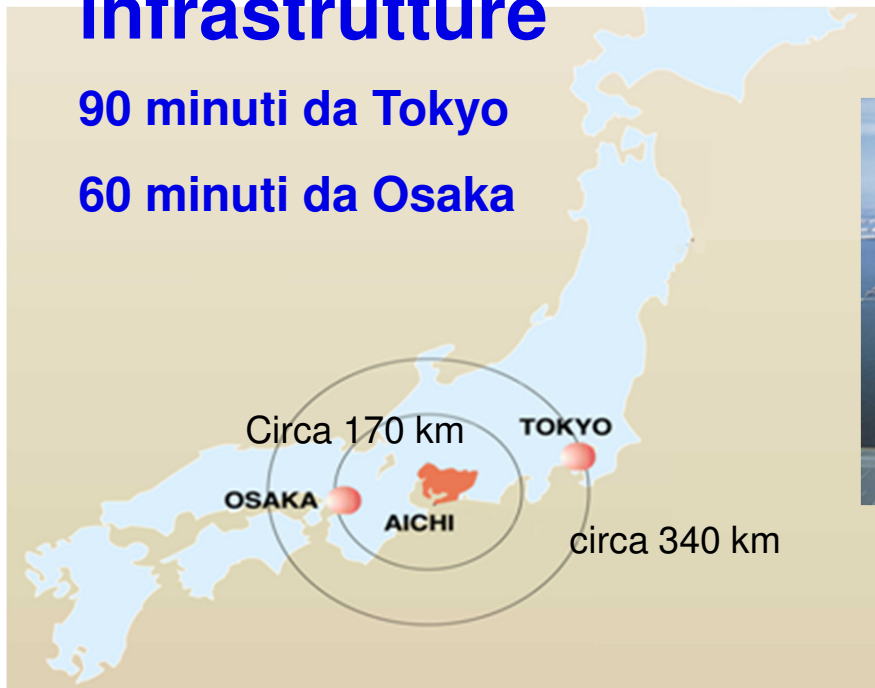 infrastrutture
90 minuti da Tokyo
60 minuti da Osaka
Circa 170 km
TOKYO
OSAKA
AICHI
circa 340 km